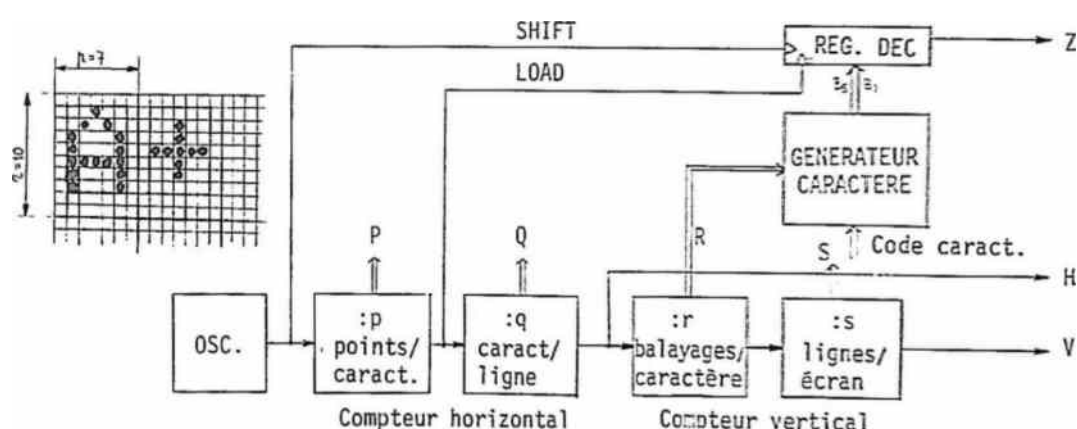 SHIFT
REG. DEC
Z
LOAD
p=7
r=10
GENERATEUR
CARACTERE
P
Q
R
S
Code caract.
H
OSC.
:p
points/
caract.
:q
caract/
ligne
:r
balayages/
caractère
:s
lignes/
écran
V
Compteur horizontal
Compteur vertical